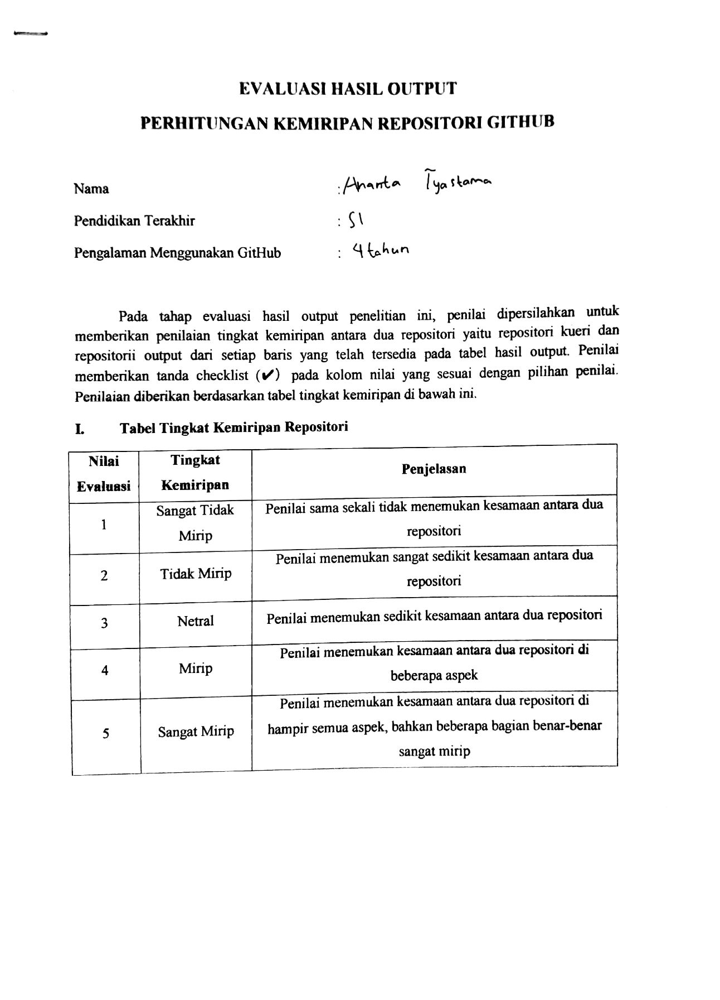 EVALUASI HASIL OUTPUT
PERHITUNGAN KEMIRIPAN REPOSITORI GITHUB
Nama : Ananta Tyastama
Pendidikan Terakhir : S1
Pengalaman Menggunakan GitHub : 4 tahun
Pada tahap evaluasi hasil output penelitian ini, penilai dipersilahkan untuk
memberikan penilaian tingkat kemiripan antara dua repositori yaitu repositori kueri dan
repositorii output dari setiap baris yang telah tersedia pada tabel hasil output. Penilai
memberikan tanda checklist (✔) pada kolom nilai yang sesuai dengan pilihan penilai.
Penilaian diberikan berdasarkan tabel tingkat kemiripan di bawah ini.
I. Tabel Tingkat Kemiripan Repositori
Nilai Evaluasi Tingkat Kemiripan Penjelasan
1 Sangat Tidak Mirip Penilai sama sekali tidak menemukan kesamaan antara dua
repositori
2 Tidak Mirip Penilai menemukan sangat sedikit kesamaan antara dua
repositori
3 Netral Penilai menemukan sedikit kesamaan antara dua repositori
4 Mirip Penilai menemukan kesamaan antara dua repositori di
beberapa aspek
5 Sangat Mirip Penilai menemukan kesamaan antara dua repositori di
hampir semua aspek, bahkan beberapa bagian benar-benar
sangat mirip